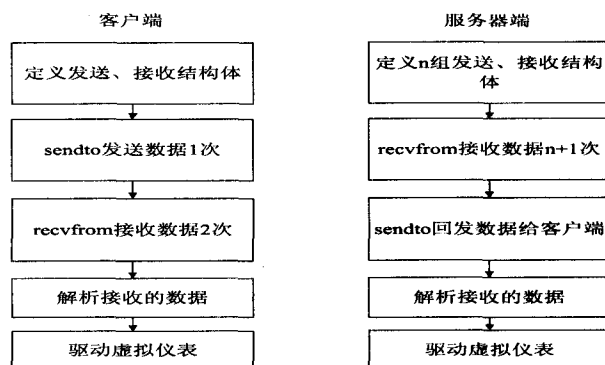 客户端
定义发送、接收结构体
sendto发送数据1次
recvfrom接收数据2次
解析接收的数据
驱动虚拟仪表
服务器端
定义n组发送、接收结构
体
recvfrom接收数据n+1次
sendto回发数据给客户端
解析接收的数据
驱动虚拟仪表